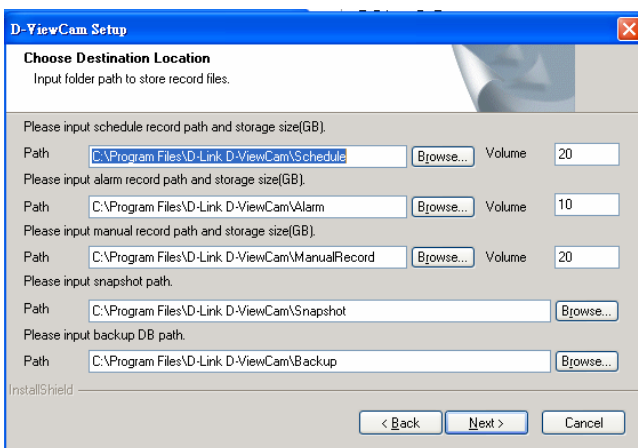 D-ViewCam Setup
Choose Destination Location
Input folder path to store record files.
Please input schedule record path and storage size(GB).
Path C:\Program Files\D-Link D-ViewCam\Schedule Browse... Volume 20
Please input alarm record path and storage size(GB).
Path C:\Program Files\D-Link D-ViewCam\Alarm Browse... Volume 10
Please input manual record path and storage size(GB).
Path C:\Program Files\D-Link D-ViewCam\ManualRecord Browse... Volume 20
Please input snapshot path.
Path C:\Program Files\D-Link D-ViewCam\Snapshot Browse...
Please input backup DB path.
Path C:\Program Files\D-Link D-ViewCam\Backup Browse...
InstallShield
< Back Next > Cancel